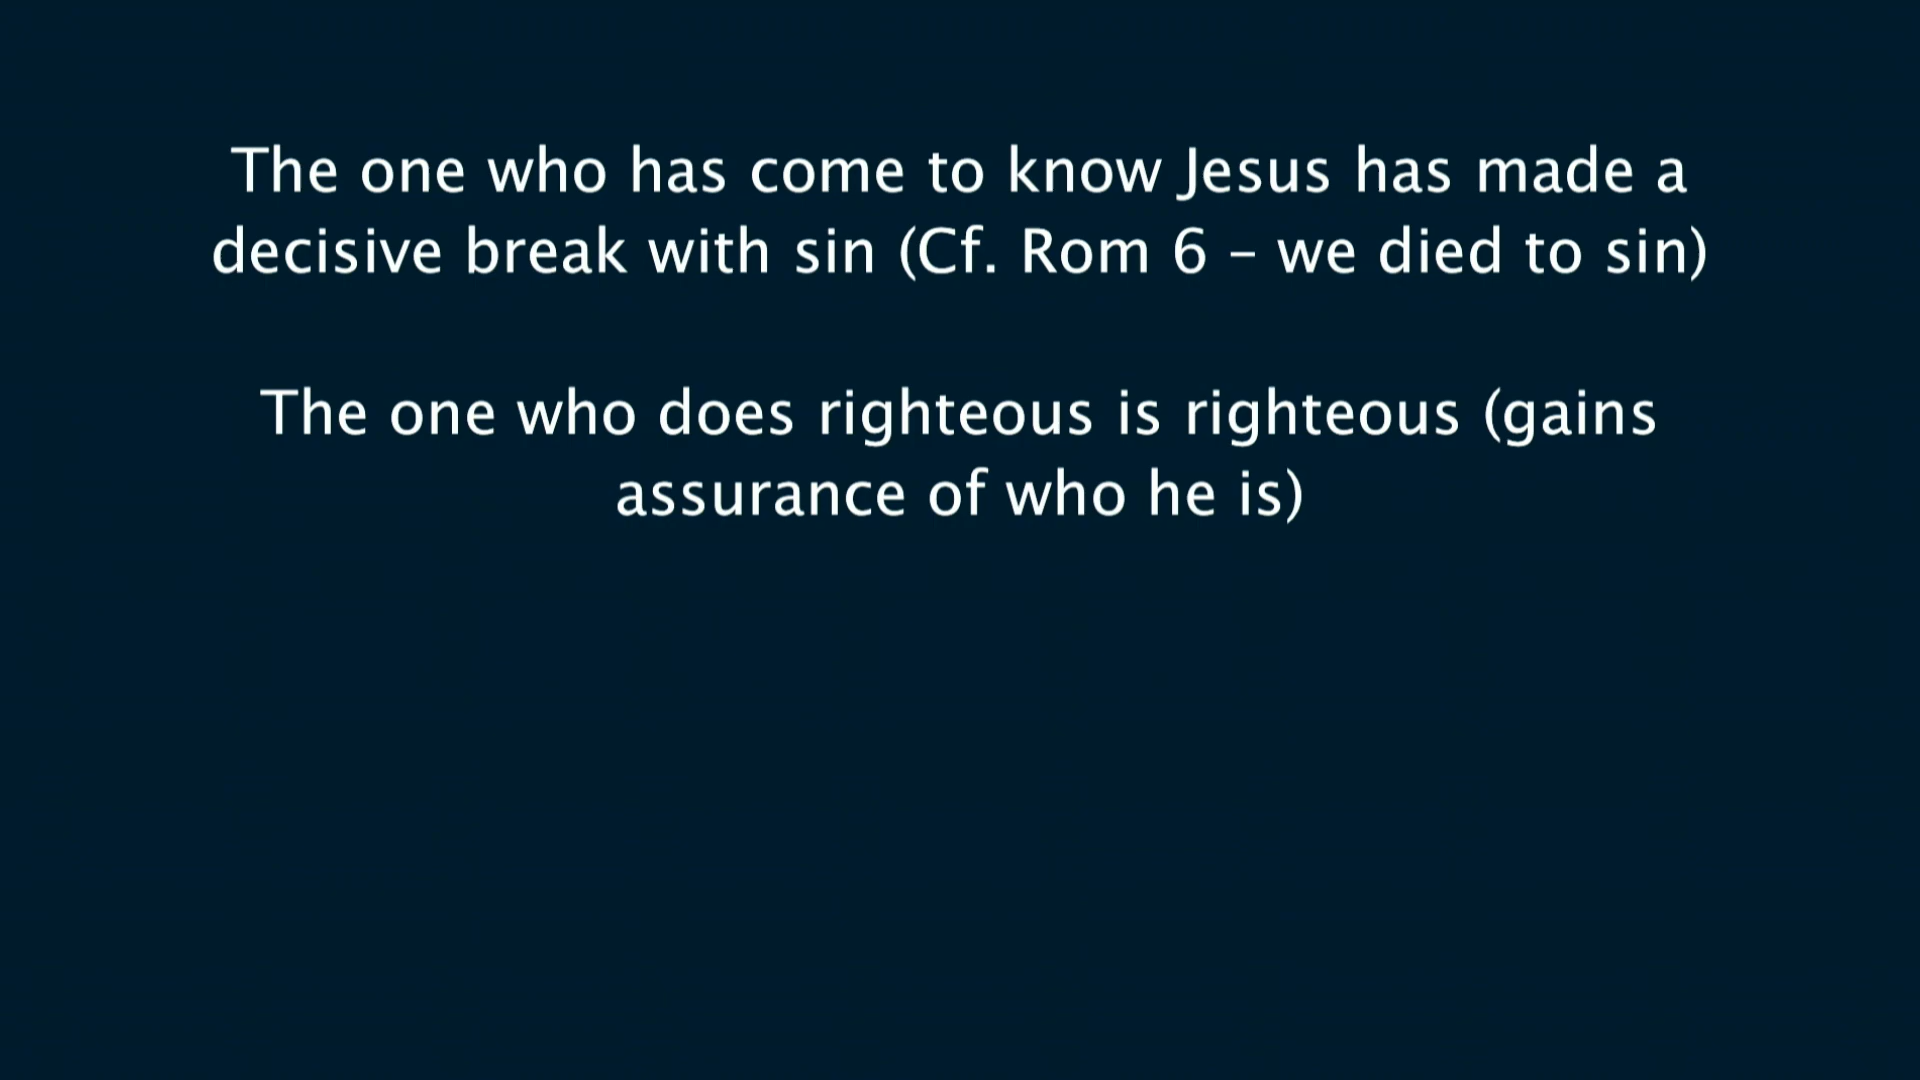 The one who has come to know Jesus has made a
decisive break with sin (Cf. Rom 6 – we died to sin)
The one who does righteous is righteous (gains
assurance of who he is)